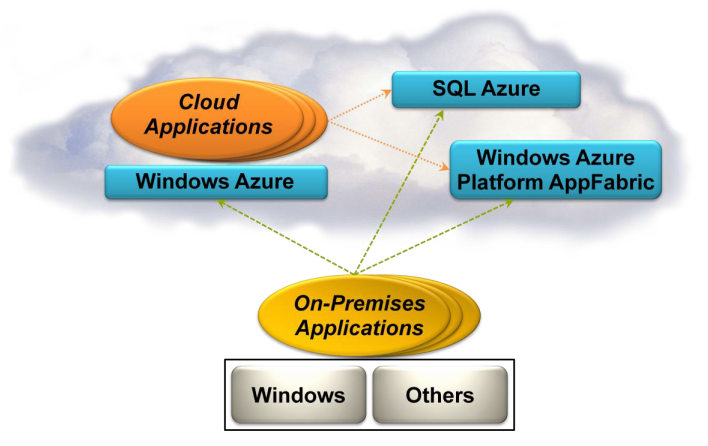 Cloud
Applications
SQL Azure
Windows Azure
Platform AppFabric
Windows Azure
On-Premises
Applications
Windows
Others